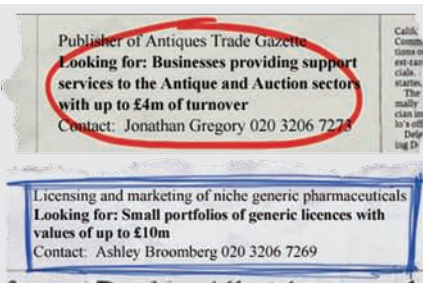 Publisher of Antiques Trade Gazette
Looking for: Businesses providing support
services to the Antique and Auction sectors
with up to £4m of turnover
Contact: Jonathan Gregory 020 3206 7273
Licensing and marketing of niche generic pharmaceuticals
Looking for: Small portfolios of generic licences with
values of up to £10m
Contact: Ashley Broomberg 020 3206 7269